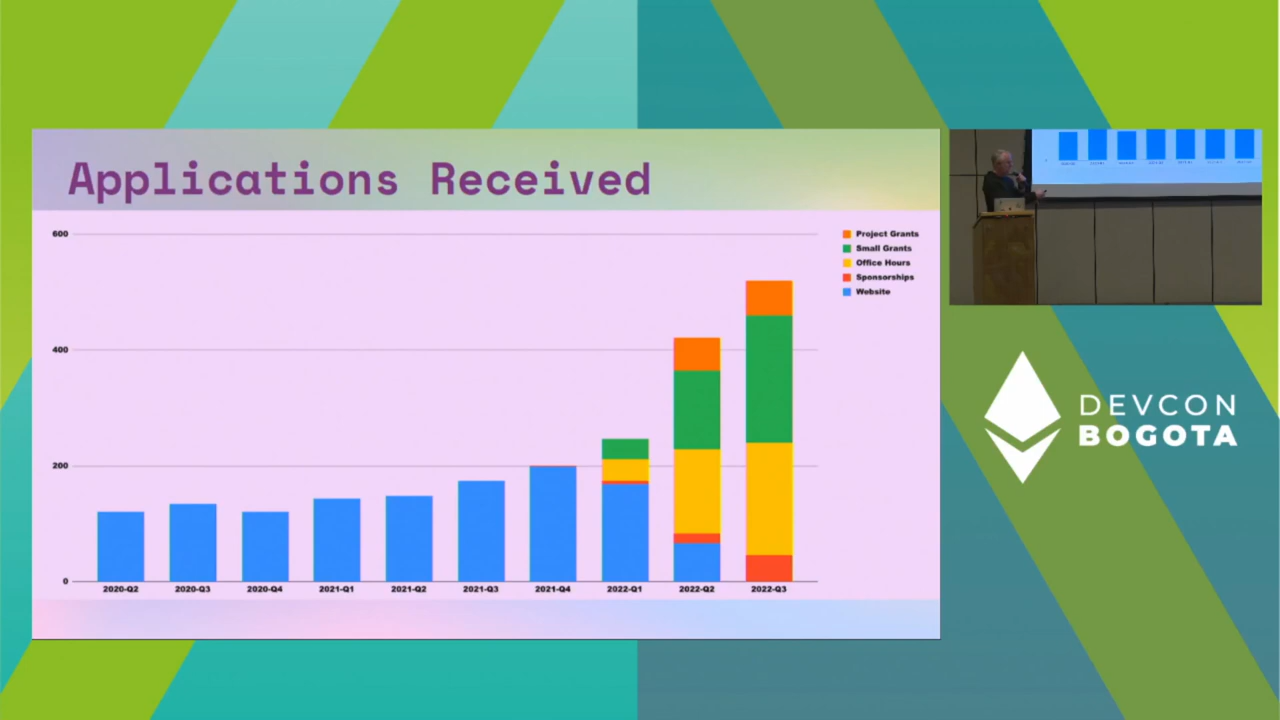 Applications Received
600
400
200
0
Project Grants
Small Grants
Office Hours
Sponsorships
Website
2020-Q2 2020-Q3 2020-Q4 2021-Q1 2021-Q2 2021-Q3 2021-Q4 2022-Q1 2022-Q2 2022-Q3
DEVCON
BOGOTA